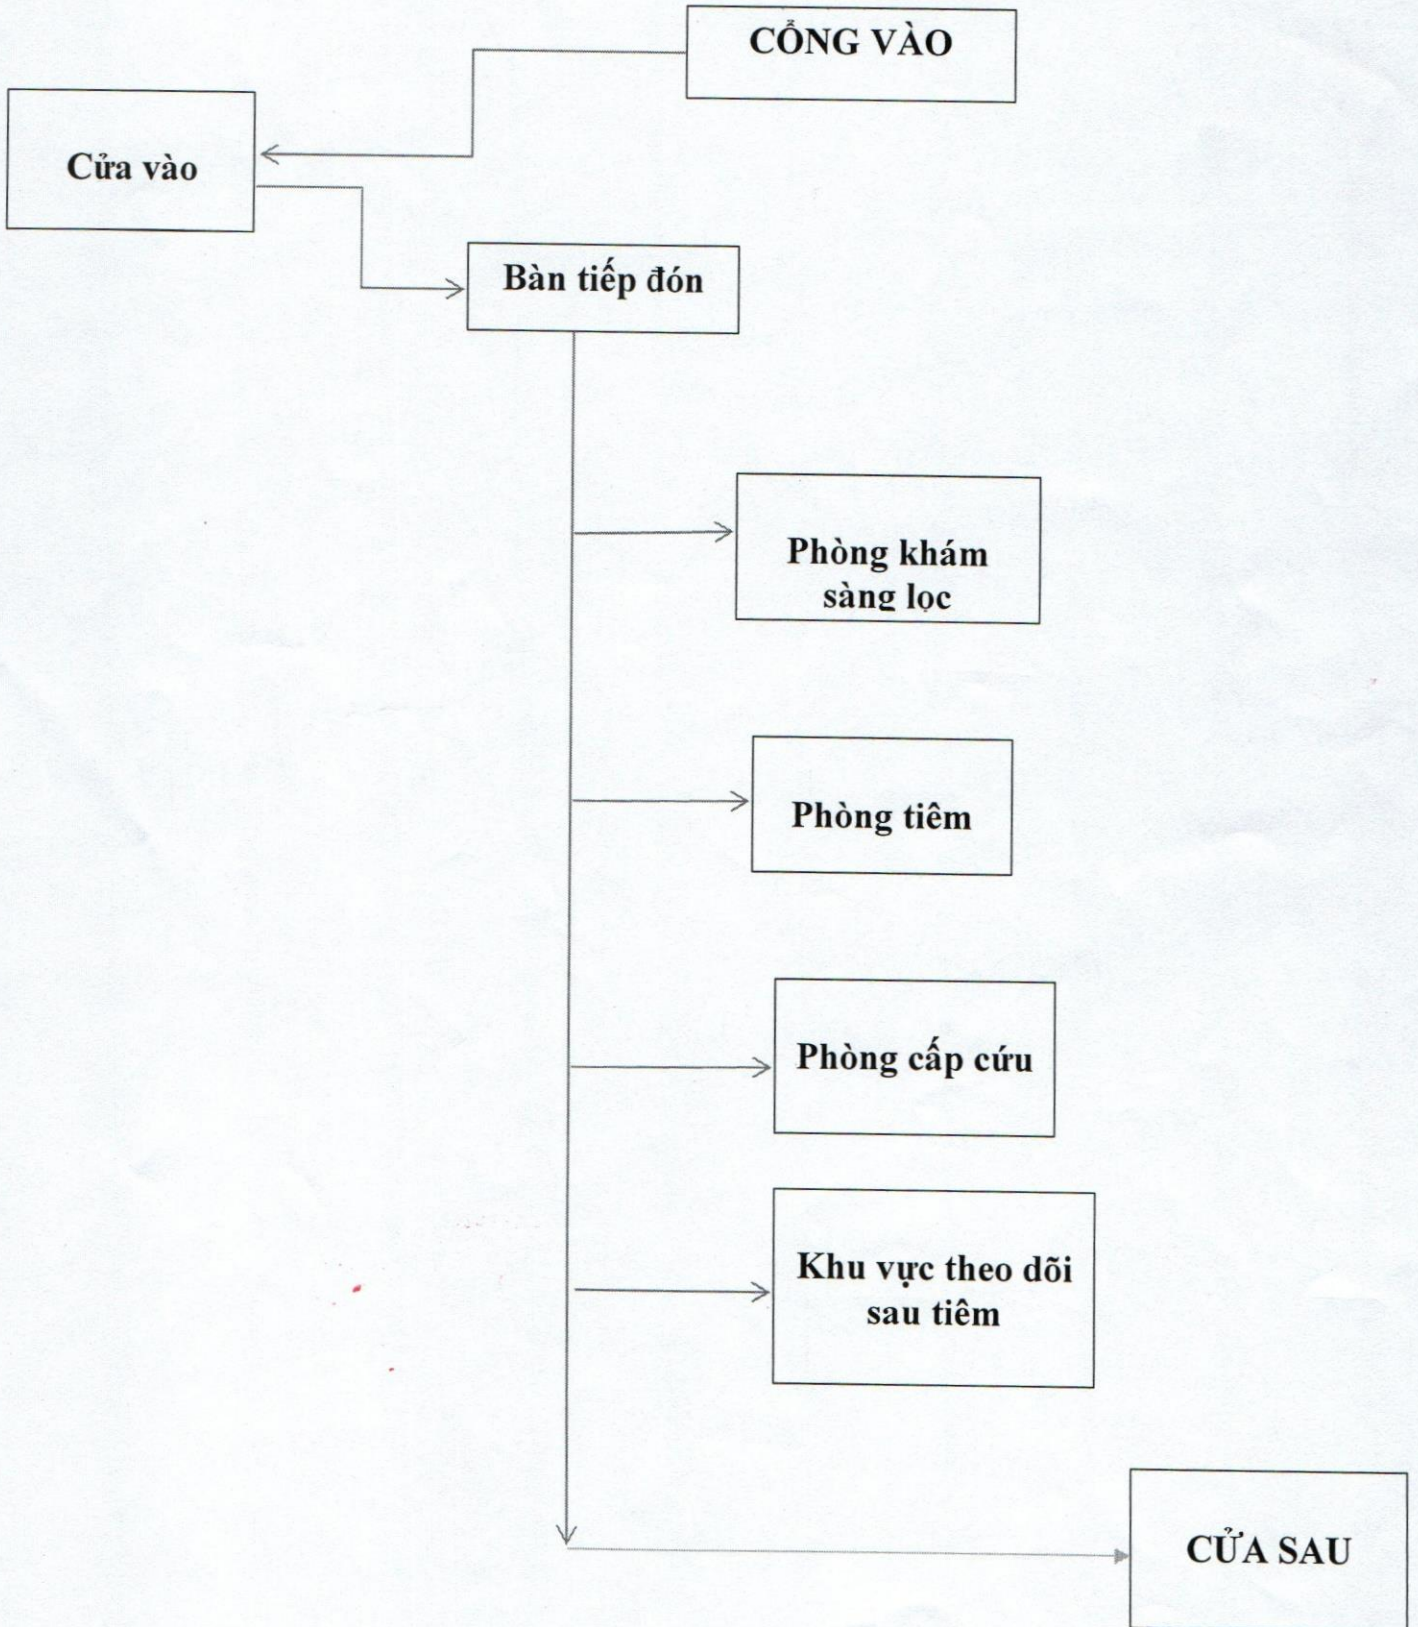 CỔNG VÀO
Cửa vào
Bàn tiếp đón
Phòng khám
sàng lọc
Phòng tiêm
Phòng cấp cứu
Khu vực theo dõi
sau tiêm
CỬA SAU